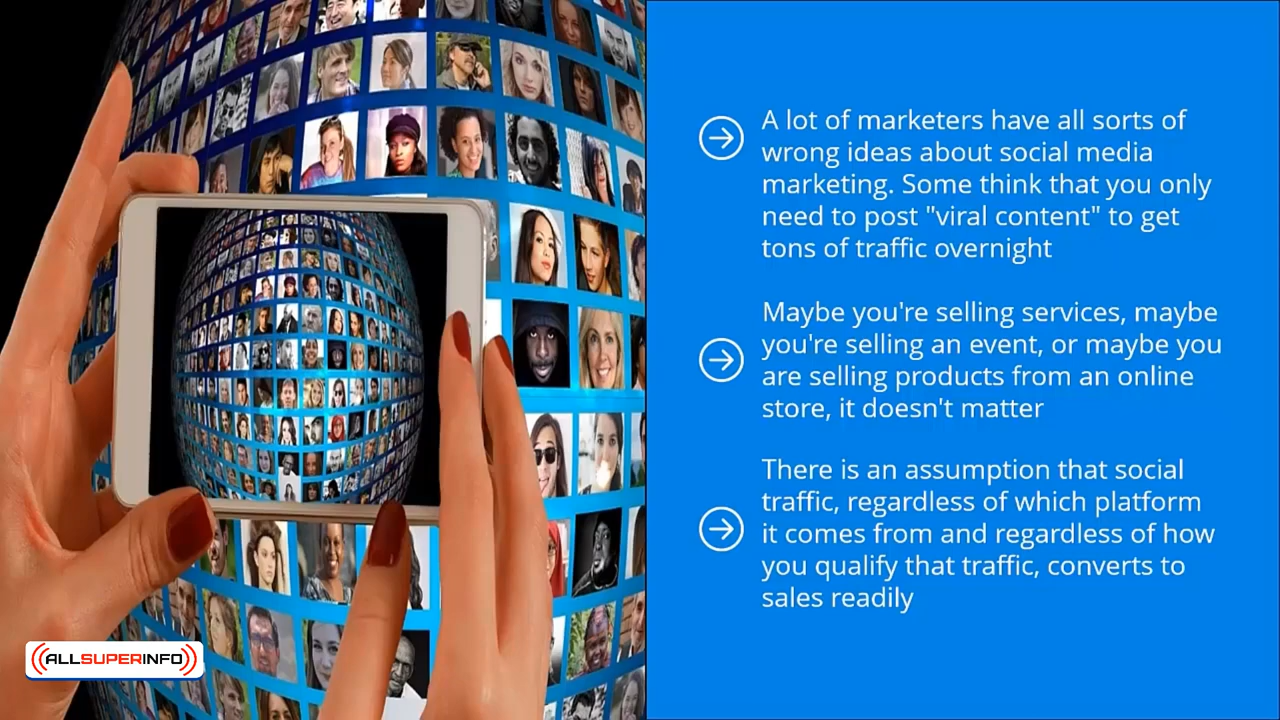 A lot of marketers have all sorts of
wrong ideas about social media
marketing. Some think that you only
need to post "viral content" to get
tons of traffic overnight
Maybe you're selling services, maybe
you're selling an event, or maybe you
are selling products from an online
store, it doesn't matter
There is an assumption that social
traffic, regardless of which platform
it comes from and regardless of how
you qualify that traffic, converts to
sales readily
ALLSUPERINFO